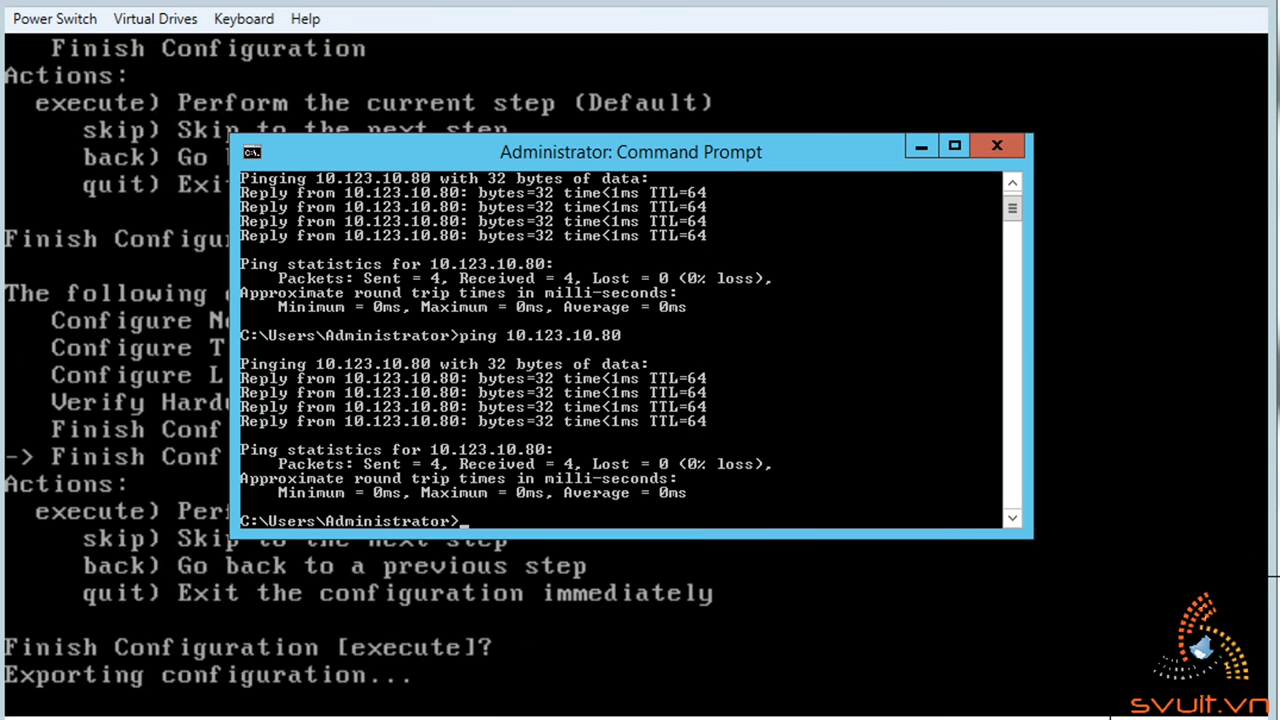 Power Switch Virtual Drives Keyboard Help
Finish Configuration
Actions:
execute) Perform the current step (Default)
skip) Skip to the next step
back) Go
quit) Exi
Finish Configu
The following
Configure N
Configure T
Configure L
Verify Hard
Finish Conf
-> Finish Conf
Actions:
execute) Per
skip) Skip to the next step
back) Go back to a previous step
quit) Exit the configuration immediately
Finish Configuration [execute]?
Exporting configuration...
Administrator: Command Prompt
Pinging 10.123.10.80 with 32 bytes of data:
Reply from 10.123.10.80: bytes=32 time<1ms TTL=64
Reply from 10.123.10.80: bytes=32 time<1ms TTL=64
Reply from 10.123.10.80: bytes=32 time<1ms TTL=64
Reply from 10.123.10.80: bytes=32 time<1ms TTL=64
Ping statistics for 10.123.10.80:
Packets: Sent = 4, Received = 4, Lost = 0 (0% loss),
Approximate round trip times in milli-seconds:
Minimum = 0ms, Maximum = 0ms, Average = 0ms
C:\Users\Administrator>ping 10.123.10.80
Pinging 10.123.10.80 with 32 bytes of data:
Reply from 10.123.10.80: bytes=32 time<1ms TTL=64
Reply from 10.123.10.80: bytes=32 time<1ms TTL=64
Reply from 10.123.10.80: bytes=32 time<1ms TTL=64
Reply from 10.123.10.80: bytes=32 time<1ms TTL=64
Ping statistics for 10.123.10.80:
Packets: Sent = 4, Received = 4, Lost = 0 (0% loss),
Approximate round trip times in milli-seconds:
Minimum = 0ms, Maximum = 0ms, Average = 0ms
C:\Users\Administrator>_
svuit.vn